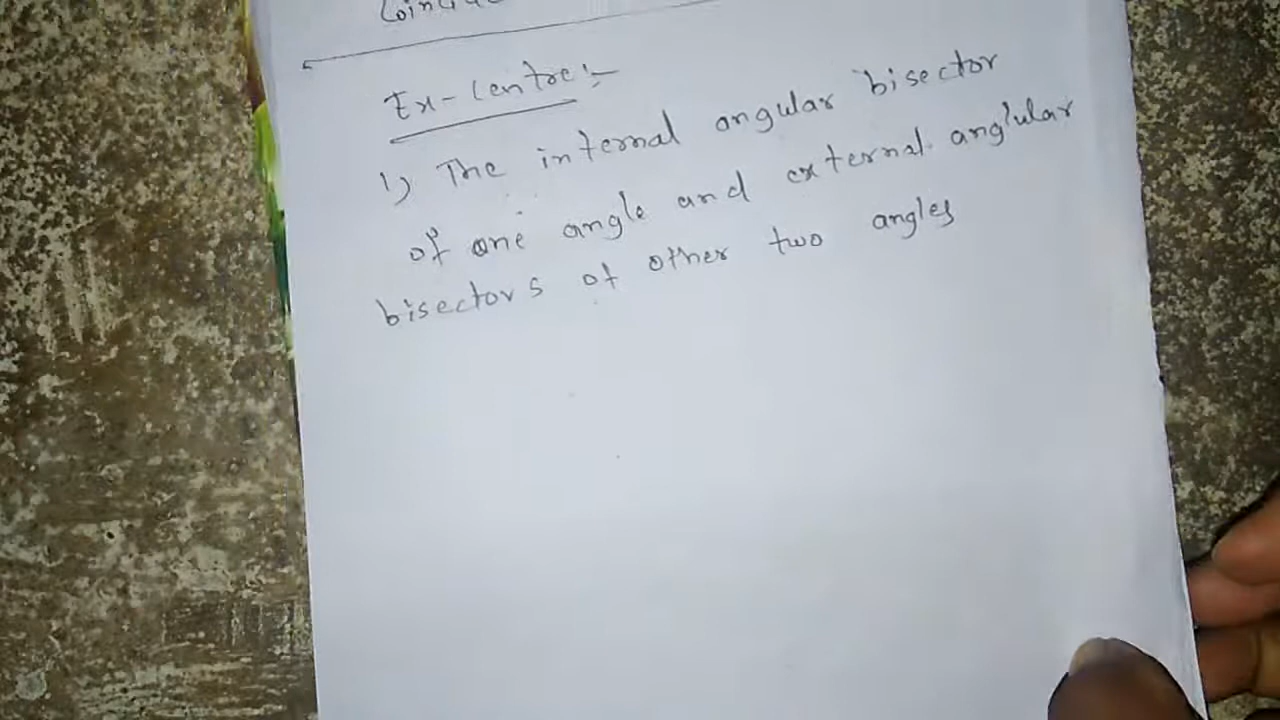 Ex-Centre:-
1) The internal angular bisector
of one angle and external angular
bisectors of other two angles